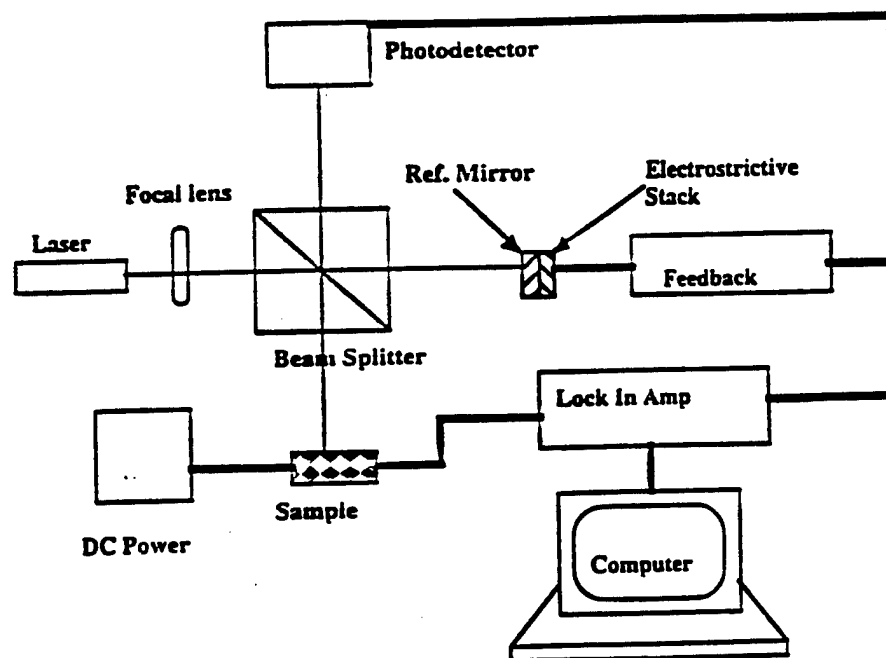 Photodetector
Ref. Mirror
Electrostrictive
Stack
Focal lens
Laser
Feedback
Beam Splitter
Lock In Amp
Sample
DC Power
Computer